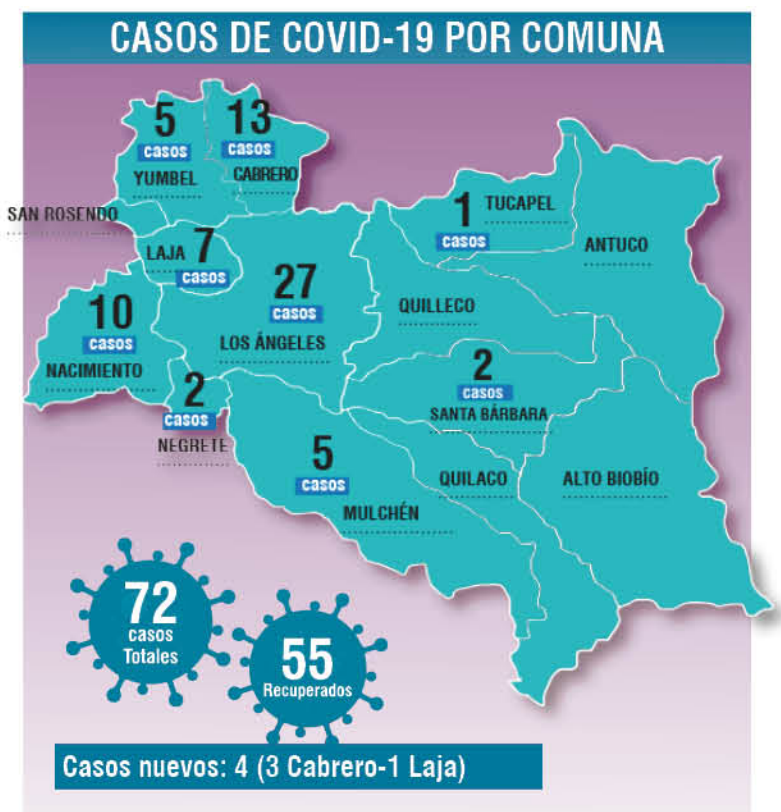 CASOS DE COVID-19 POR COMUNA
5
casos
YUMBEL
13
casos
CABRERO
SAN ROSENDO
LAJA 7
casos
1
casos
TUCAPEL
ANTUCO
27
casos
LOS ÁNGELES
QUILLECO
10
casos
NACIMIENTO
2
casos
NEGRETE
2
casos
SANTA BÁRBARA
5
casos
MULCHÉN
QUILACO
ALTO BIOBÍO
72
casos
Totales
55
Recuperados
Casos nuevos: 4 (3 Cabrero-1 Laja)